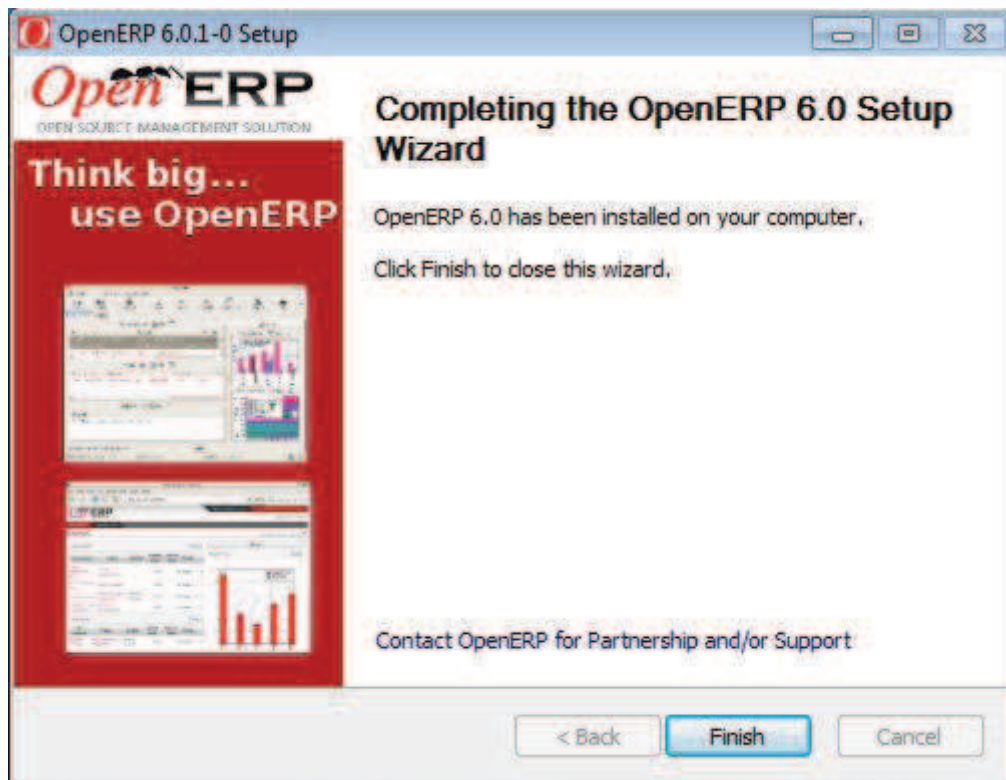 OpenERP 6.0.1-0 Setup
Open ERP
OPEN SOURCE MANAGEMENT SOLUTION
Think big...
use OpenERP
Completing the OpenERP 6.0 Setup
Wizard
OpenERP 6.0 has been installed on your computer.
Click Finish to close this wizard.
Contact OpenERP for Partnership and/or Support
< Back
Finish
Cancel